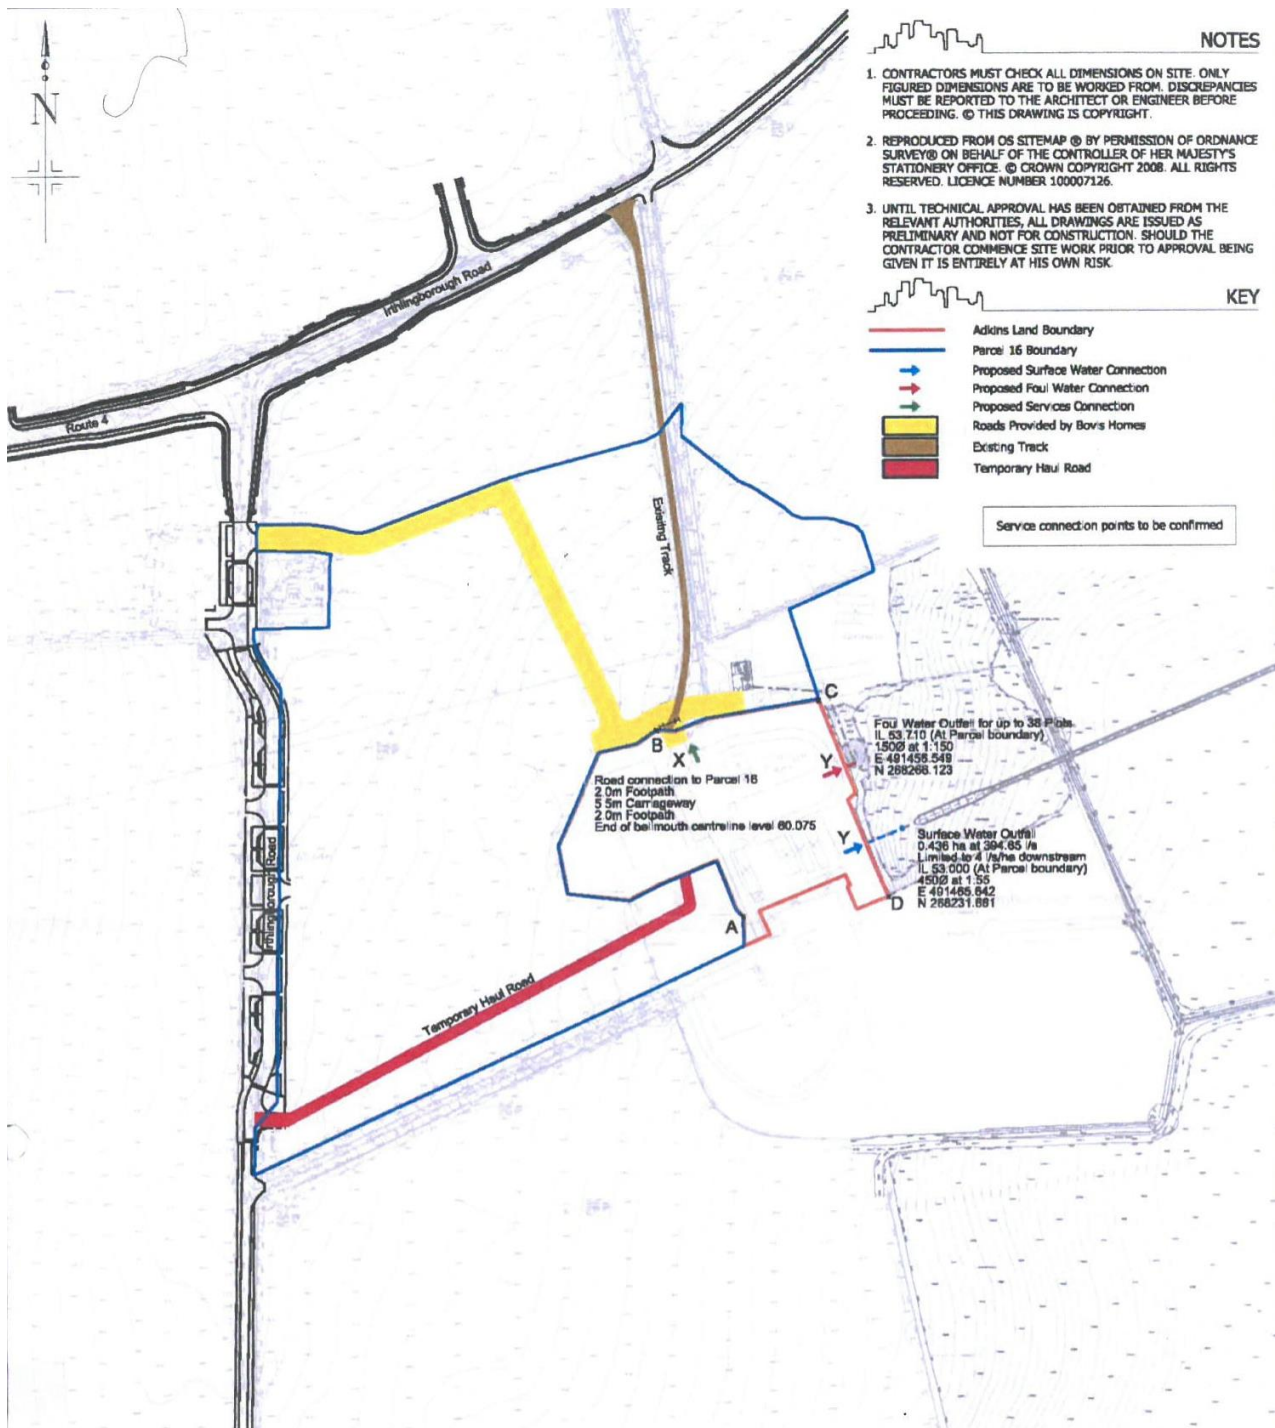 N
NOTES
1. CONTRACTORS MUST CHECK ALL DIMENSIONS ON SITE. ONLY
FIGURED DIMENSIONS ARE TO BE WORKED FROM. DISCREPANCIES
MUST BE REPORTED TO THE ARCHITECT OR ENGINEER BEFORE
PROCEEDING. © THIS DRAWING IS COPYRIGHT.
2. REPRODUCED FROM OS SITEMAP ® BY PERMISSION OF ORDNANCE
SURVEY® ON BEHALF OF THE CONTROLLER OF HER MAJESTY'S
STATIONERY OFFICE. © CROWN COPYRIGHT 2008. ALL RIGHTS
RESERVED. LICENCE NUMBER 100007126.
3. UNTIL TECHNICAL APPROVAL HAS BEEN OBTAINED FROM THE
RELEVANT AUTHORITIES, ALL DRAWINGS ARE ISSUED AS
PRELIMINARY AND NOT FOR CONSTRUCTION. SHOULD THE
CONTRACTOR COMMENCE SITE WORK PRIOR TO APPROVAL BEING
GIVEN IT IS ENTIRELY AT HIS OWN RISK.
KEY
Adkins Land Boundary
Parcel 16 Boundary
Proposed Surface Water Connection
Proposed Foul Water Connection
Proposed Services Connection
Roads Provided by Bovis Homes
Existing Track
Temporary Haul Road
Service connection points to be confirmed
Irthlingborough Road
Route 4
Existing Track
C
Foul Water Outfall for up to 38 Plots
IL 53.710 (At Parcel boundary)
150Ø at 1:150
E 491456.549
N 268268.123
B
X
Y
Road connection to Parcel 16
2.0m Footpath
5.5m Carriageway
2.0m Footpath
End of bellmouth centreline level 60.075
Y
Surface Water Outfall
0.436 ha at 394.65 l/s
Limited to 4 l/s/ha downstream
IL 53.000 (At Parcel boundary)
450Ø at 1:55
E 491465.642
N 268231.681
D
A
Irthlingborough Road
Temporary Haul Road